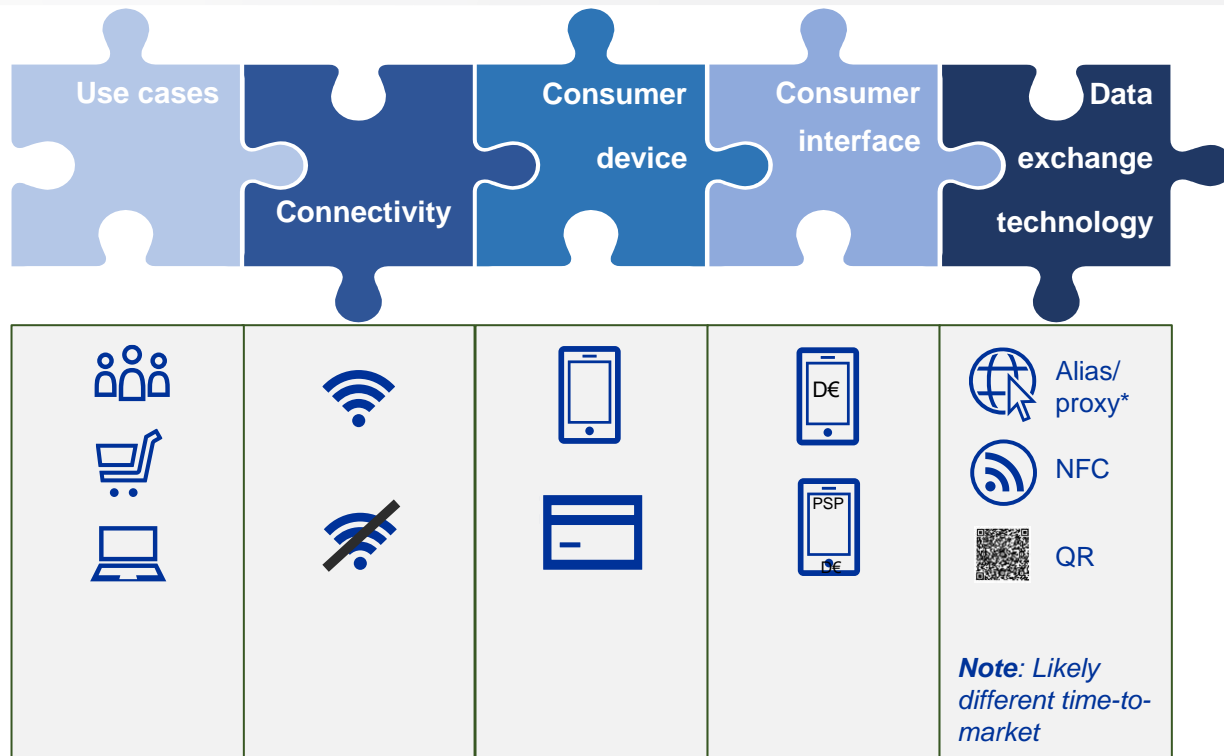 Use cases
Connectivity
Consumer
device
Consumer
interface
Data
exchange
technology
D€
PSP
D€
Alias/
proxy*
NFC
QR
Note: Likely
different time-to-
market